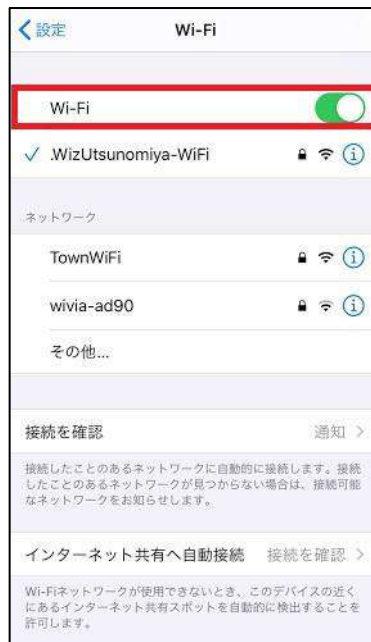 設定 Wi-Fi
Wi-Fi
.WizUtsunomiya-WiFi
ネットワーク
TownWiFi
wivia-ad90
その他...
接続を確認 通知
接続したことのあるネットワークに自動的に接続します。接続
したことのあるネットワークが見つからない場合は、接続可能
なネットワークをお知らせします。
インターネット共有へ自動接続 接続を確認
Wi-Fiネットワークが使用できないとき、このデバイスの近く
にあるインターネット共有スポットを自動的に検出することを
許可します。